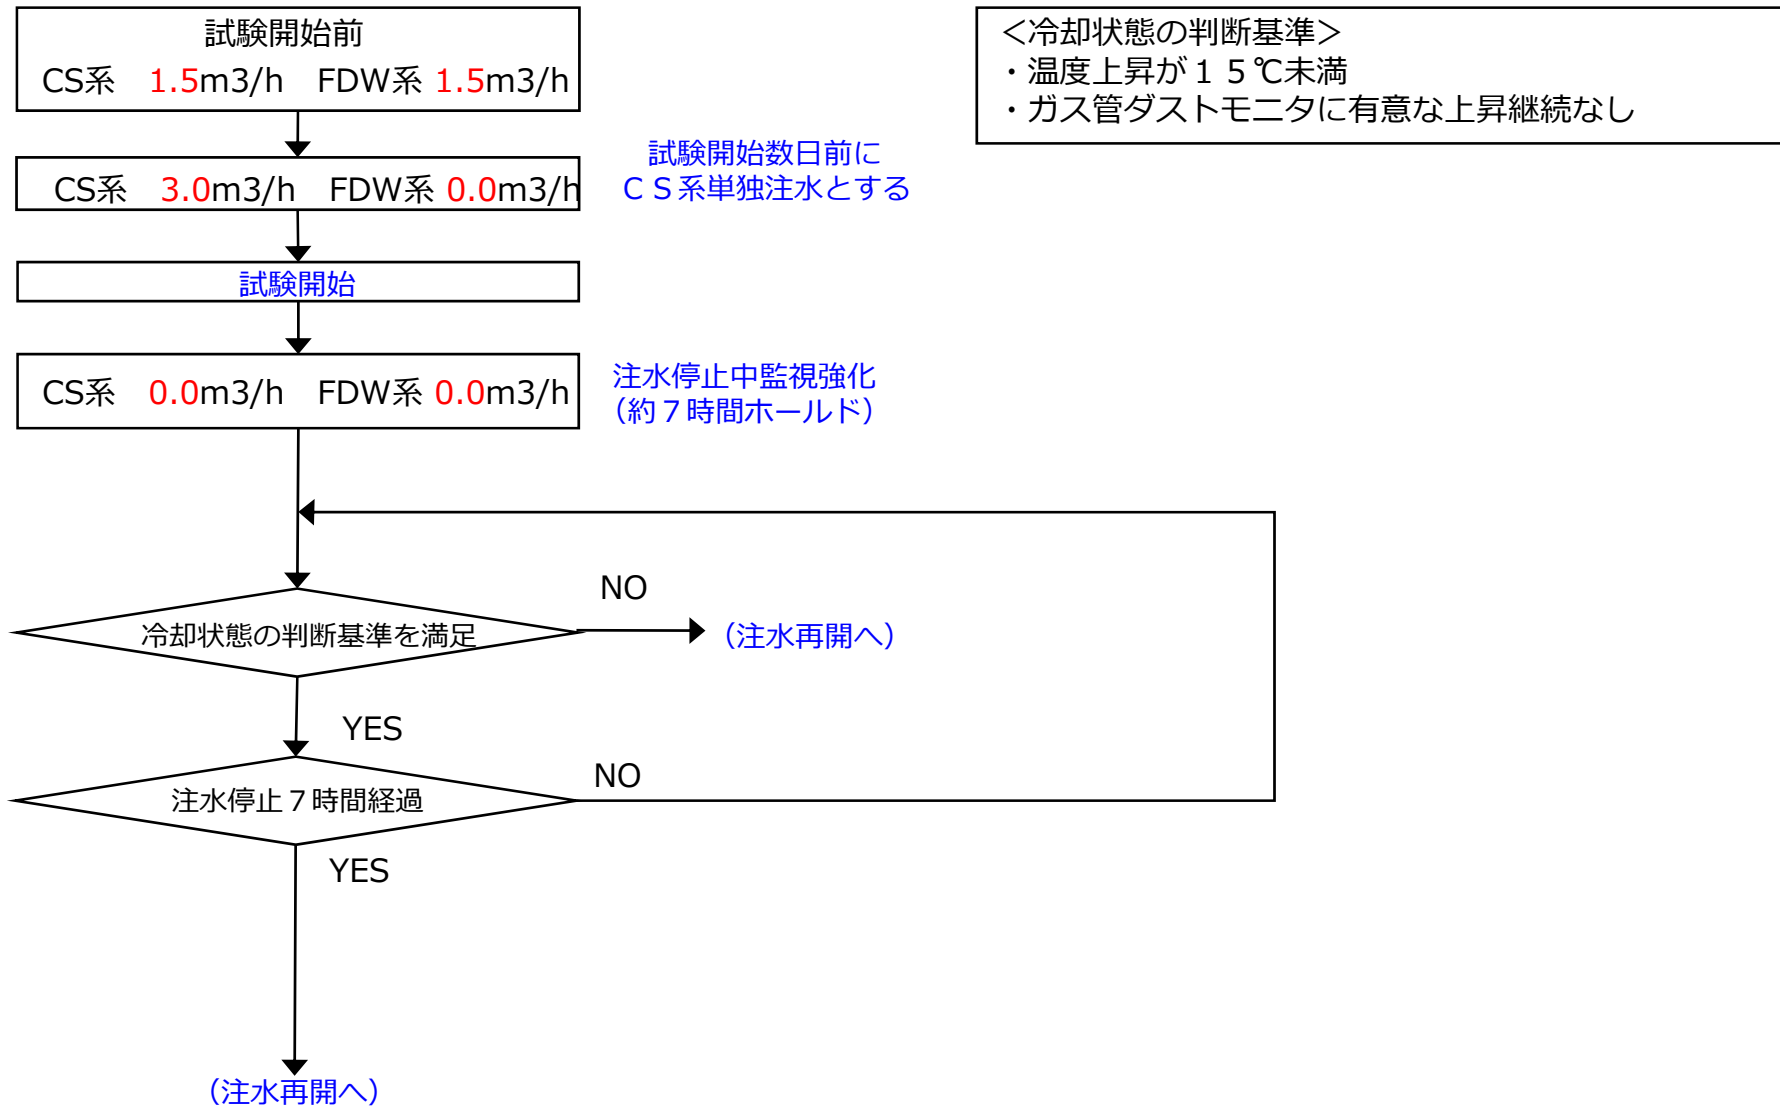 試験開始前
CS系 1.5m3/h FDW系 1.5m3/h
＜冷却状態の判断基準＞
・温度上昇が１５℃未満
・ガス管ダストモニタに有意な上昇継続なし
CS系 3.0m3/h FDW系 0.0m3/h
試験開始数日前に
ＣＳ系単独注水とする
試験開始
CS系 0.0m3/h FDW系 0.0m3/h
注水停止中監視強化
（約７時間ホールド）
冷却状態の判断基準を満足
NO
（注水再開へ）
YES
注水停止７時間経過
NO
YES
（注水再開へ）